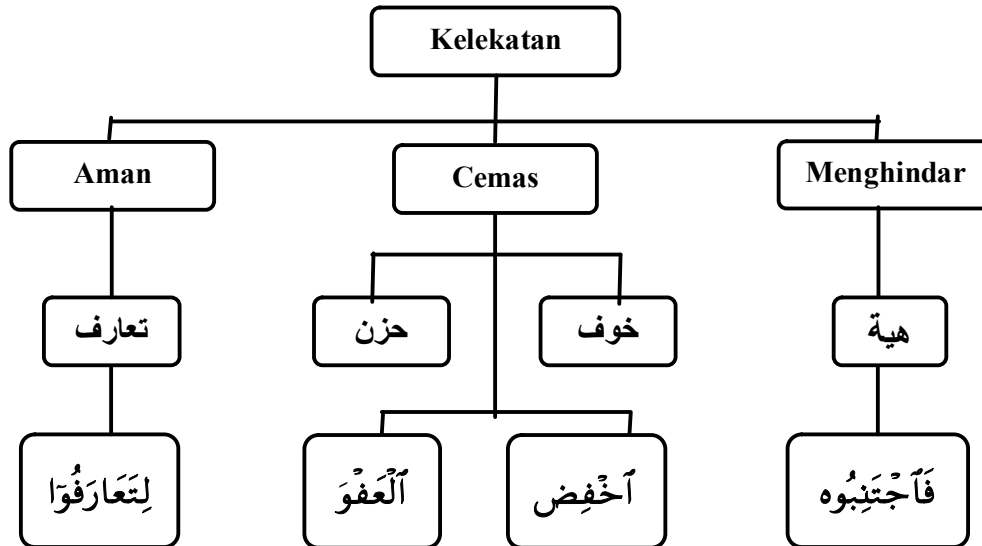 Kelekatan
Aman
Cemas
Menghindar
تعارف
حزن
خوف
هية
لِتَعَارَفُوٓا
ٱلْعَفْوَ
ٱخْفِض
فَٱجْتَنِبُوه